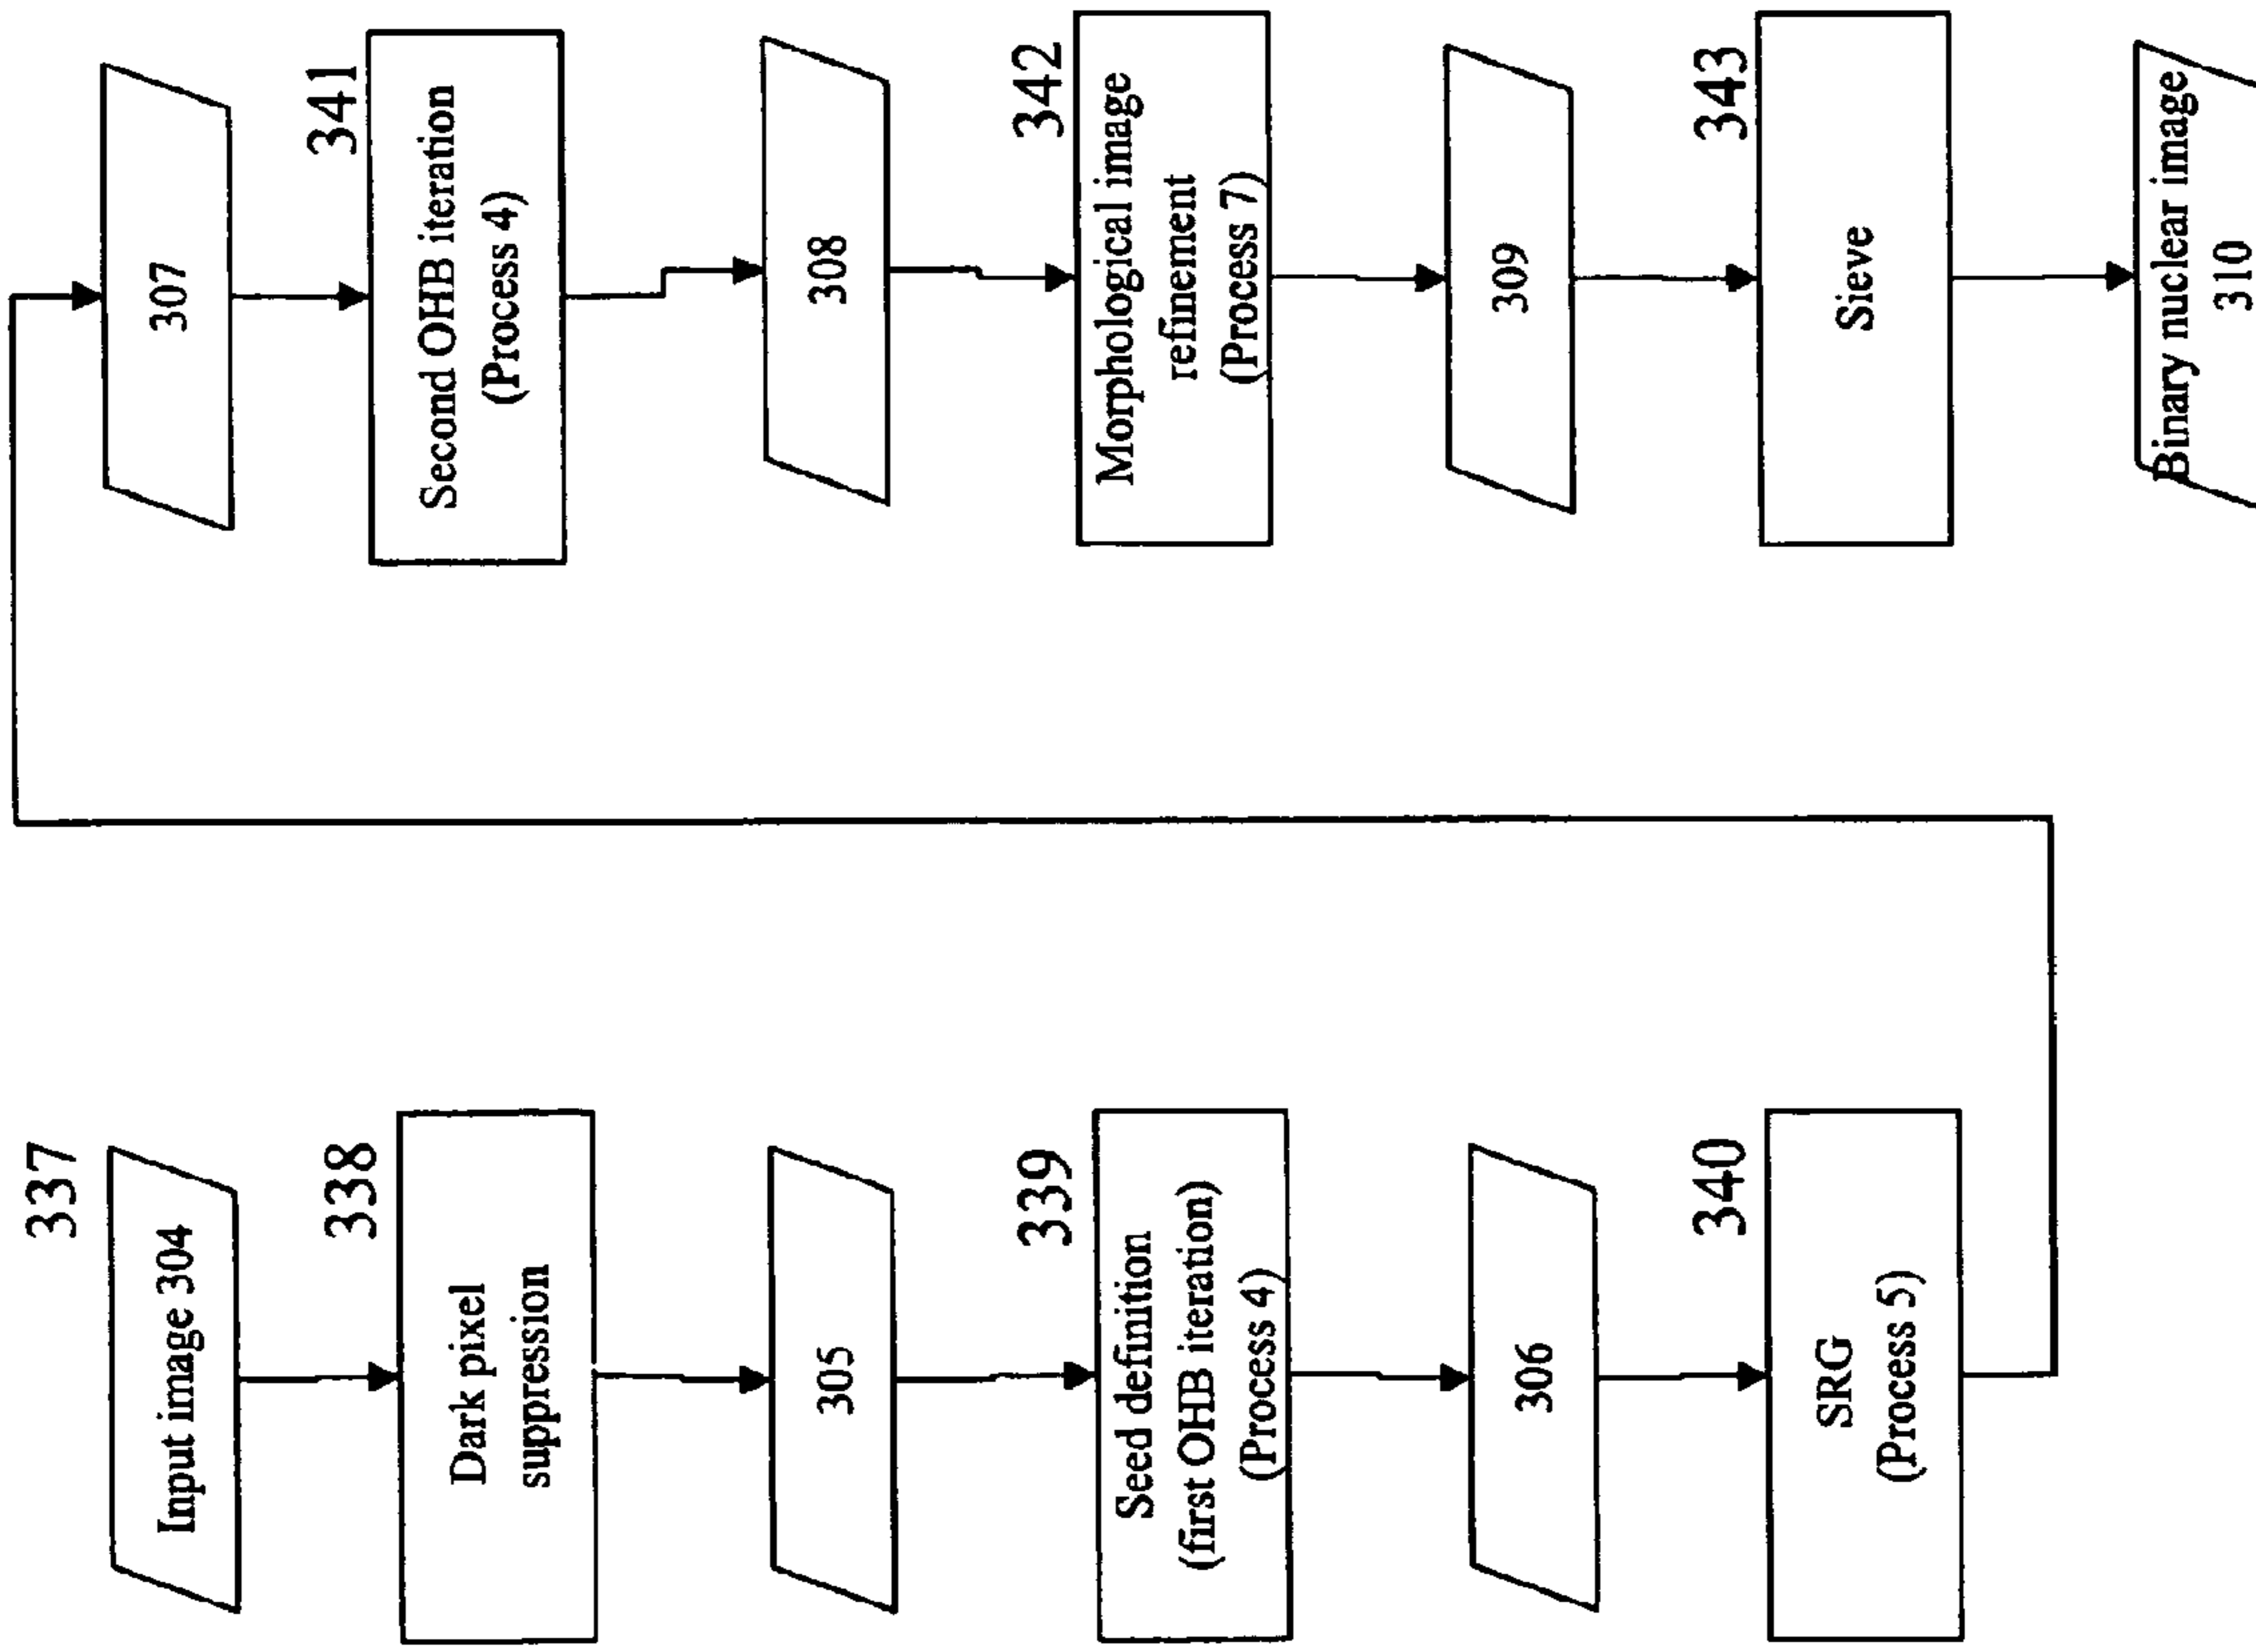 337
Input image 304
338
Dark pixel
suppression
305
339
Seed definition
(first OHB iteration)
(Process 4)
306
340
SRG
(Process 5)
307
341
Second OHB iteration
(Process 4)
308
342
Morphological image
refinement
(Process 7)
309
343
Sieve
Binary nuclear image
310